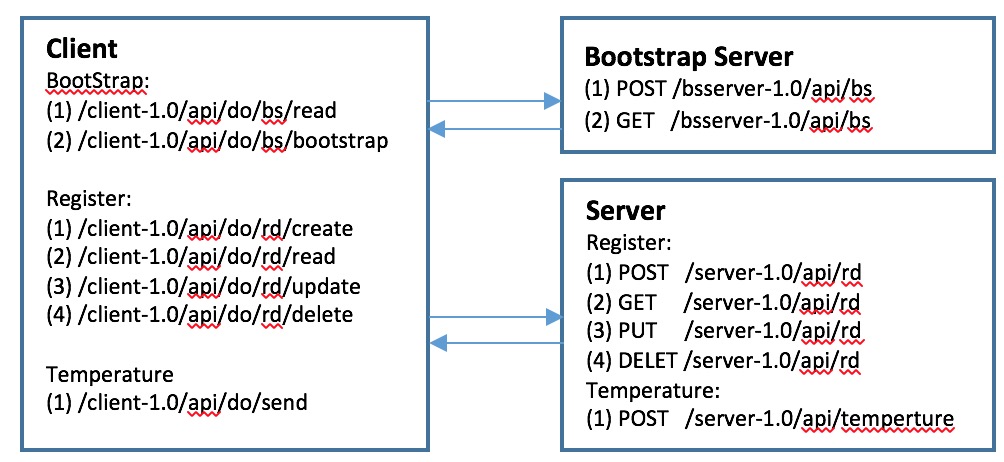 Client
BootStrap:
(1) /client-1.0/api/do/bs/read
(2) /client-1.0/api/do/bs/bootstrap
Register:
(1) /client-1.0/api/do/rd/create
(2) /client-1.0/api/do/rd/read
(3) /client-1.0/api/do/rd/update
(4) /client-1.0/api/do/rd/delete
Temperature
(1) /client-1.0/api/do/send
Bootstrap Server
(1) POST /bsserver-1.0/api/bs
(2) GET /bsserver-1.0/api/bs
Server
Register:
(1) POST /server-1.0/api/rd
(2) GET /server-1.0/api/rd
(3) PUT /server-1.0/api/rd
(4) DELET /server-1.0/api/rd
Temperature:
(1) POST /server-1.0/api/temperture